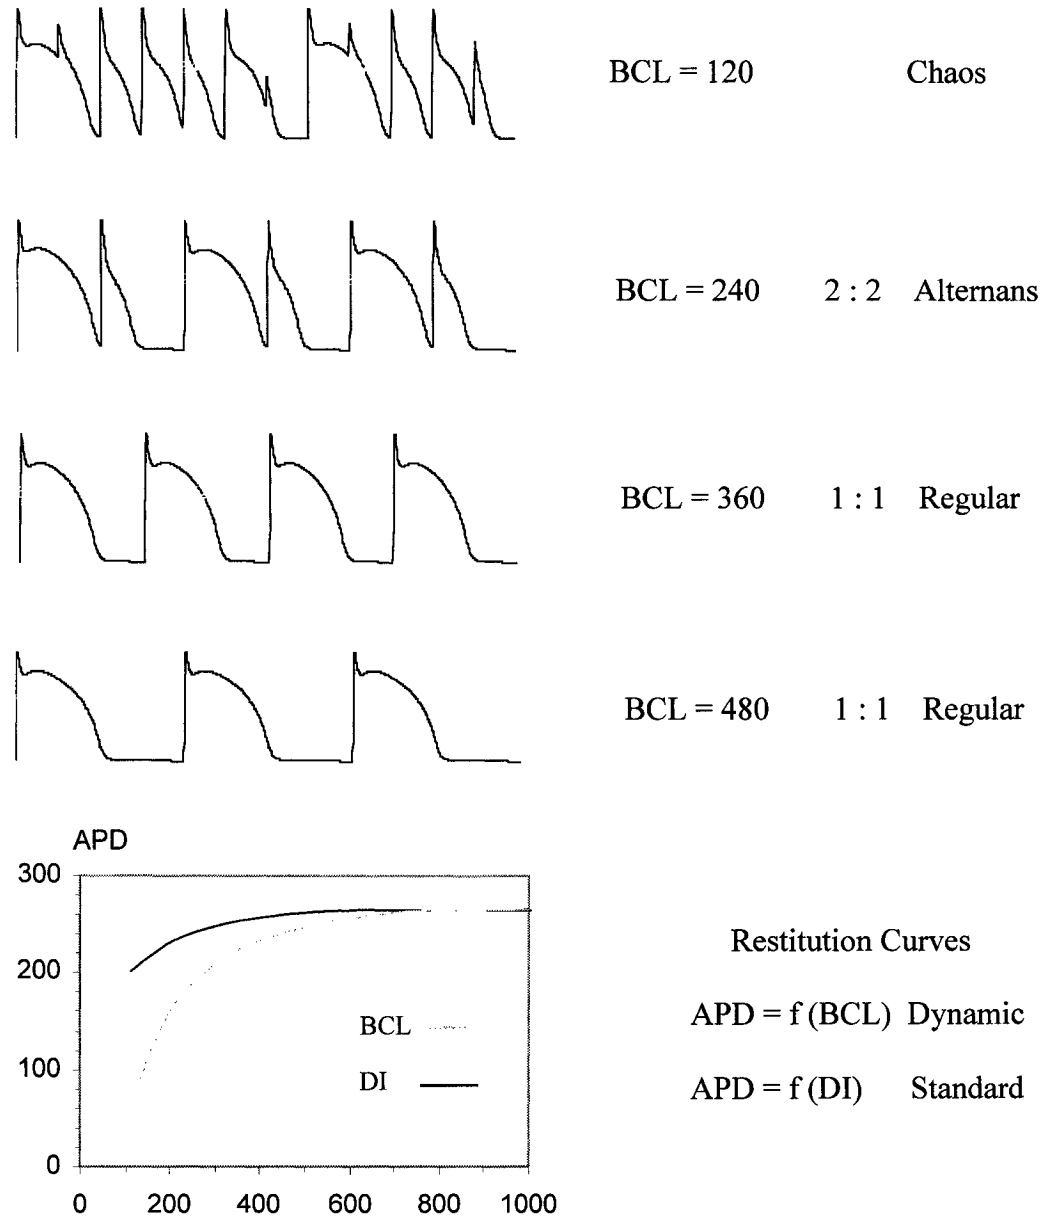 BCL = 120 Chaos
BCL = 240 2 : 2 Alternans
BCL = 360 1 : 1 Regular
BCL = 480 1 : 1 Regular
APD
300
200
100
0
BCL
DI
0 200 400 600 800 1000
Restitution Curves
APD = f (BCL) Dynamic
APD = f (DI) Standard